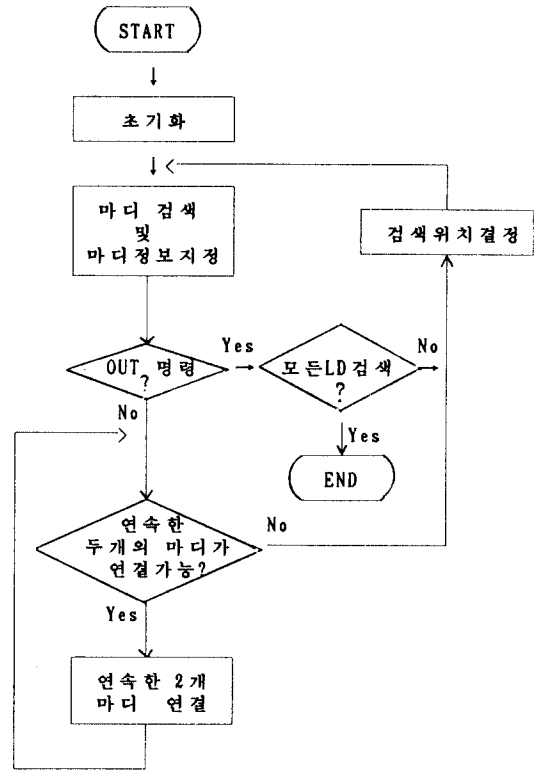 START
초기화
마디 검색
및
마디정보지정
검색위치결정
OUT 명령
?
Yes
모든LD검색
?
No
No
Yes
END
연속한
두개의 마디가
연결가능?
No
Yes
연속한 2개
마디 연결